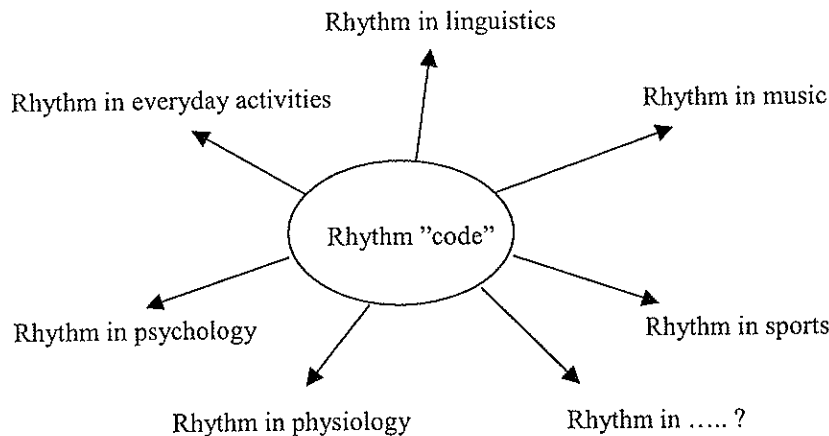 Rhythm in linguistics
Rhythm in everyday activities
Rhythm in music
Rhythm ”code”
Rhythm in psychology
Rhythm in sports
Rhythm in physiology
Rhythm in ..... ?